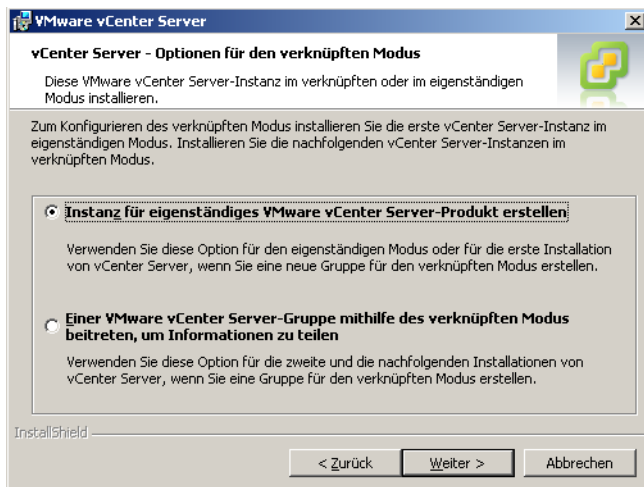 VMware vCenter Server
vCenter Server - Optionen für den verknüpften Modus
Diese VMware vCenter Server-Instanz im verknüpften oder im eigenständigen
Modus installieren.
Zum Konfigurieren des verknüpften Modus installieren Sie die erste vCenter Server-Instanz im
eigenständigen Modus. Installieren Sie die nachfolgenden vCenter Server-Instanzen im
verknüpften Modus.
Instanz für eigenständiges VMware vCenter Server-Produkt erstellen
Verwenden Sie diese Option für den eigenständigen Modus oder für die erste Installation
von vCenter Server, wenn Sie eine neue Gruppe für den verknüpften Modus erstellen.
Einer VMware vCenter Server-Gruppe mithilfe des verknüpften Modus
beitreten, um Informationen zu teilen
Verwenden Sie diese Option für die zweite und die nachfolgenden Installationen von
vCenter Server, wenn Sie eine Gruppe für den verknüpften Modus erstellen.
InstallShield
< Zurück
Weiter >
Abbrechen